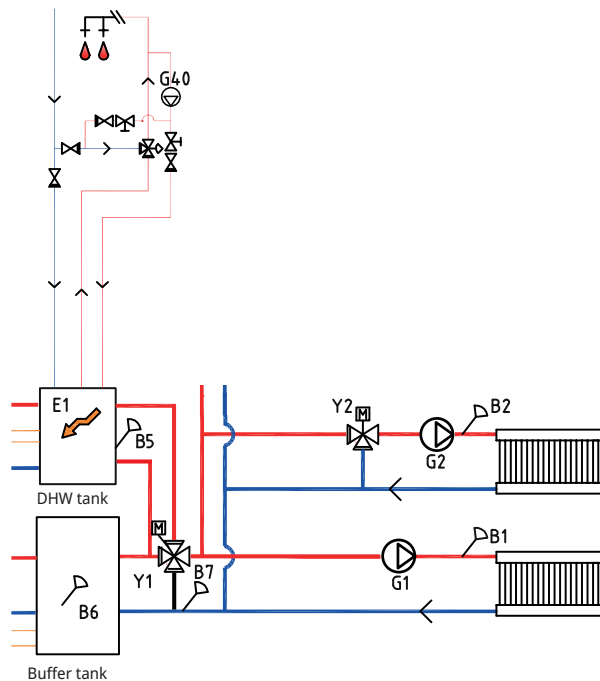 G40
E1
B5
DHW tank
Y2
M
B2
G2
M
Y1
B7
B1
G1
B6
Buffer tank